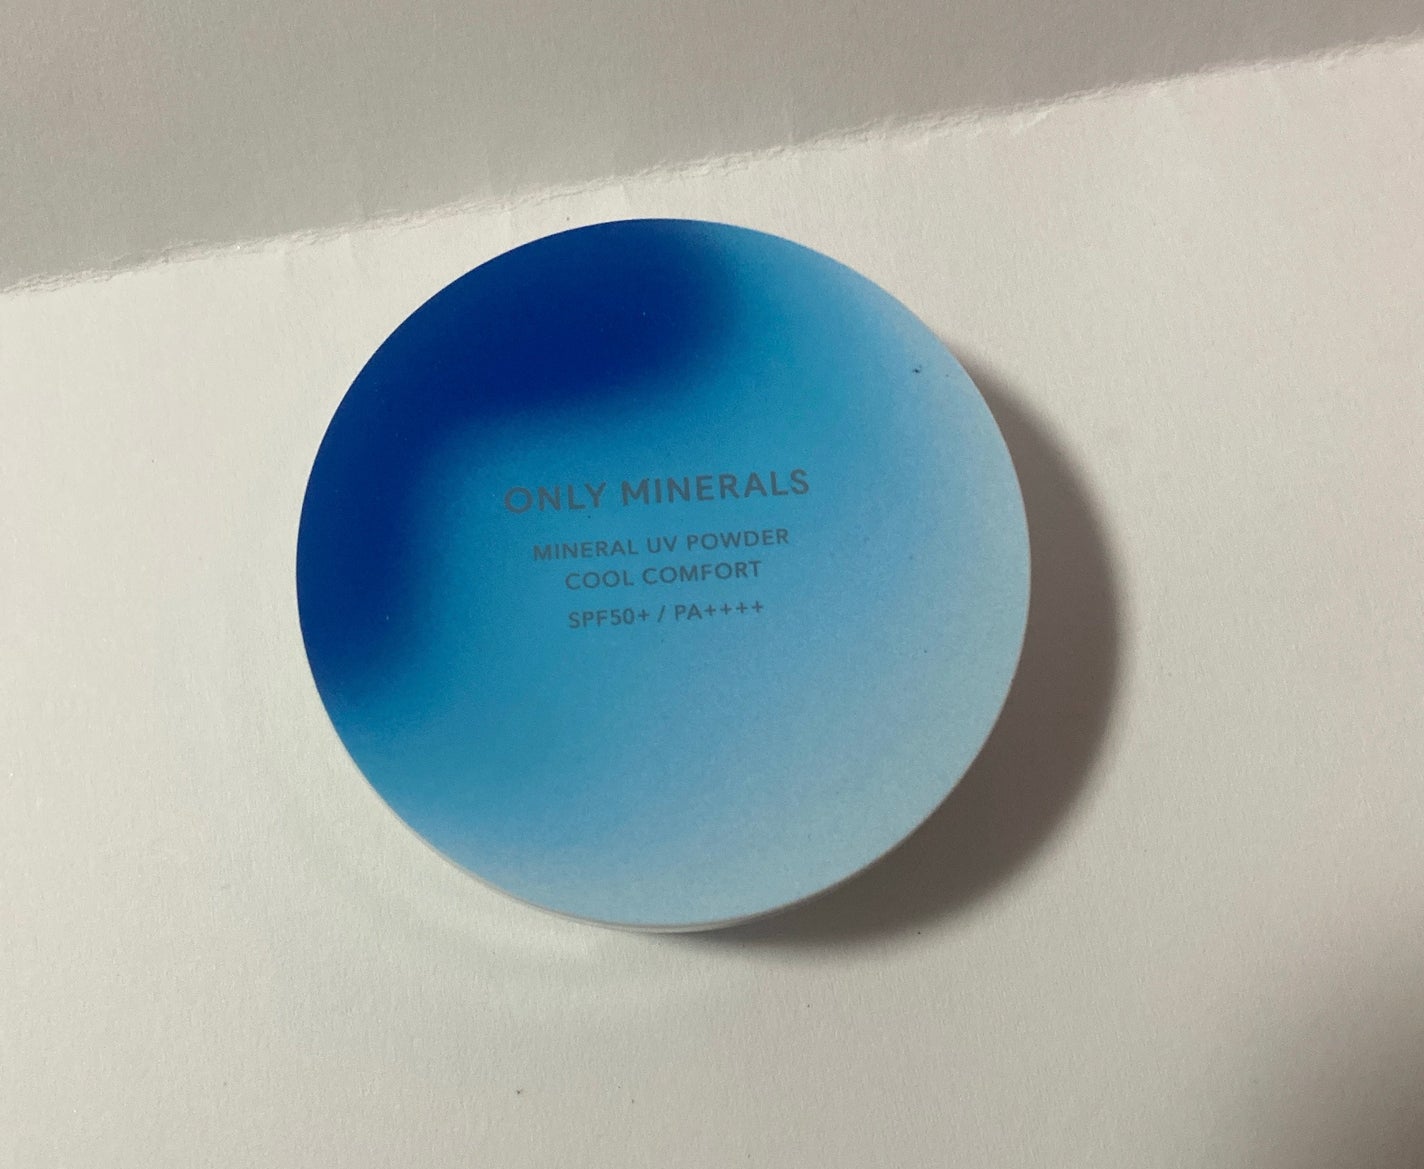 ONLY MINERALS
MINERAL UV POWDER
COOL COMFORT
SPF50+ / PA++++